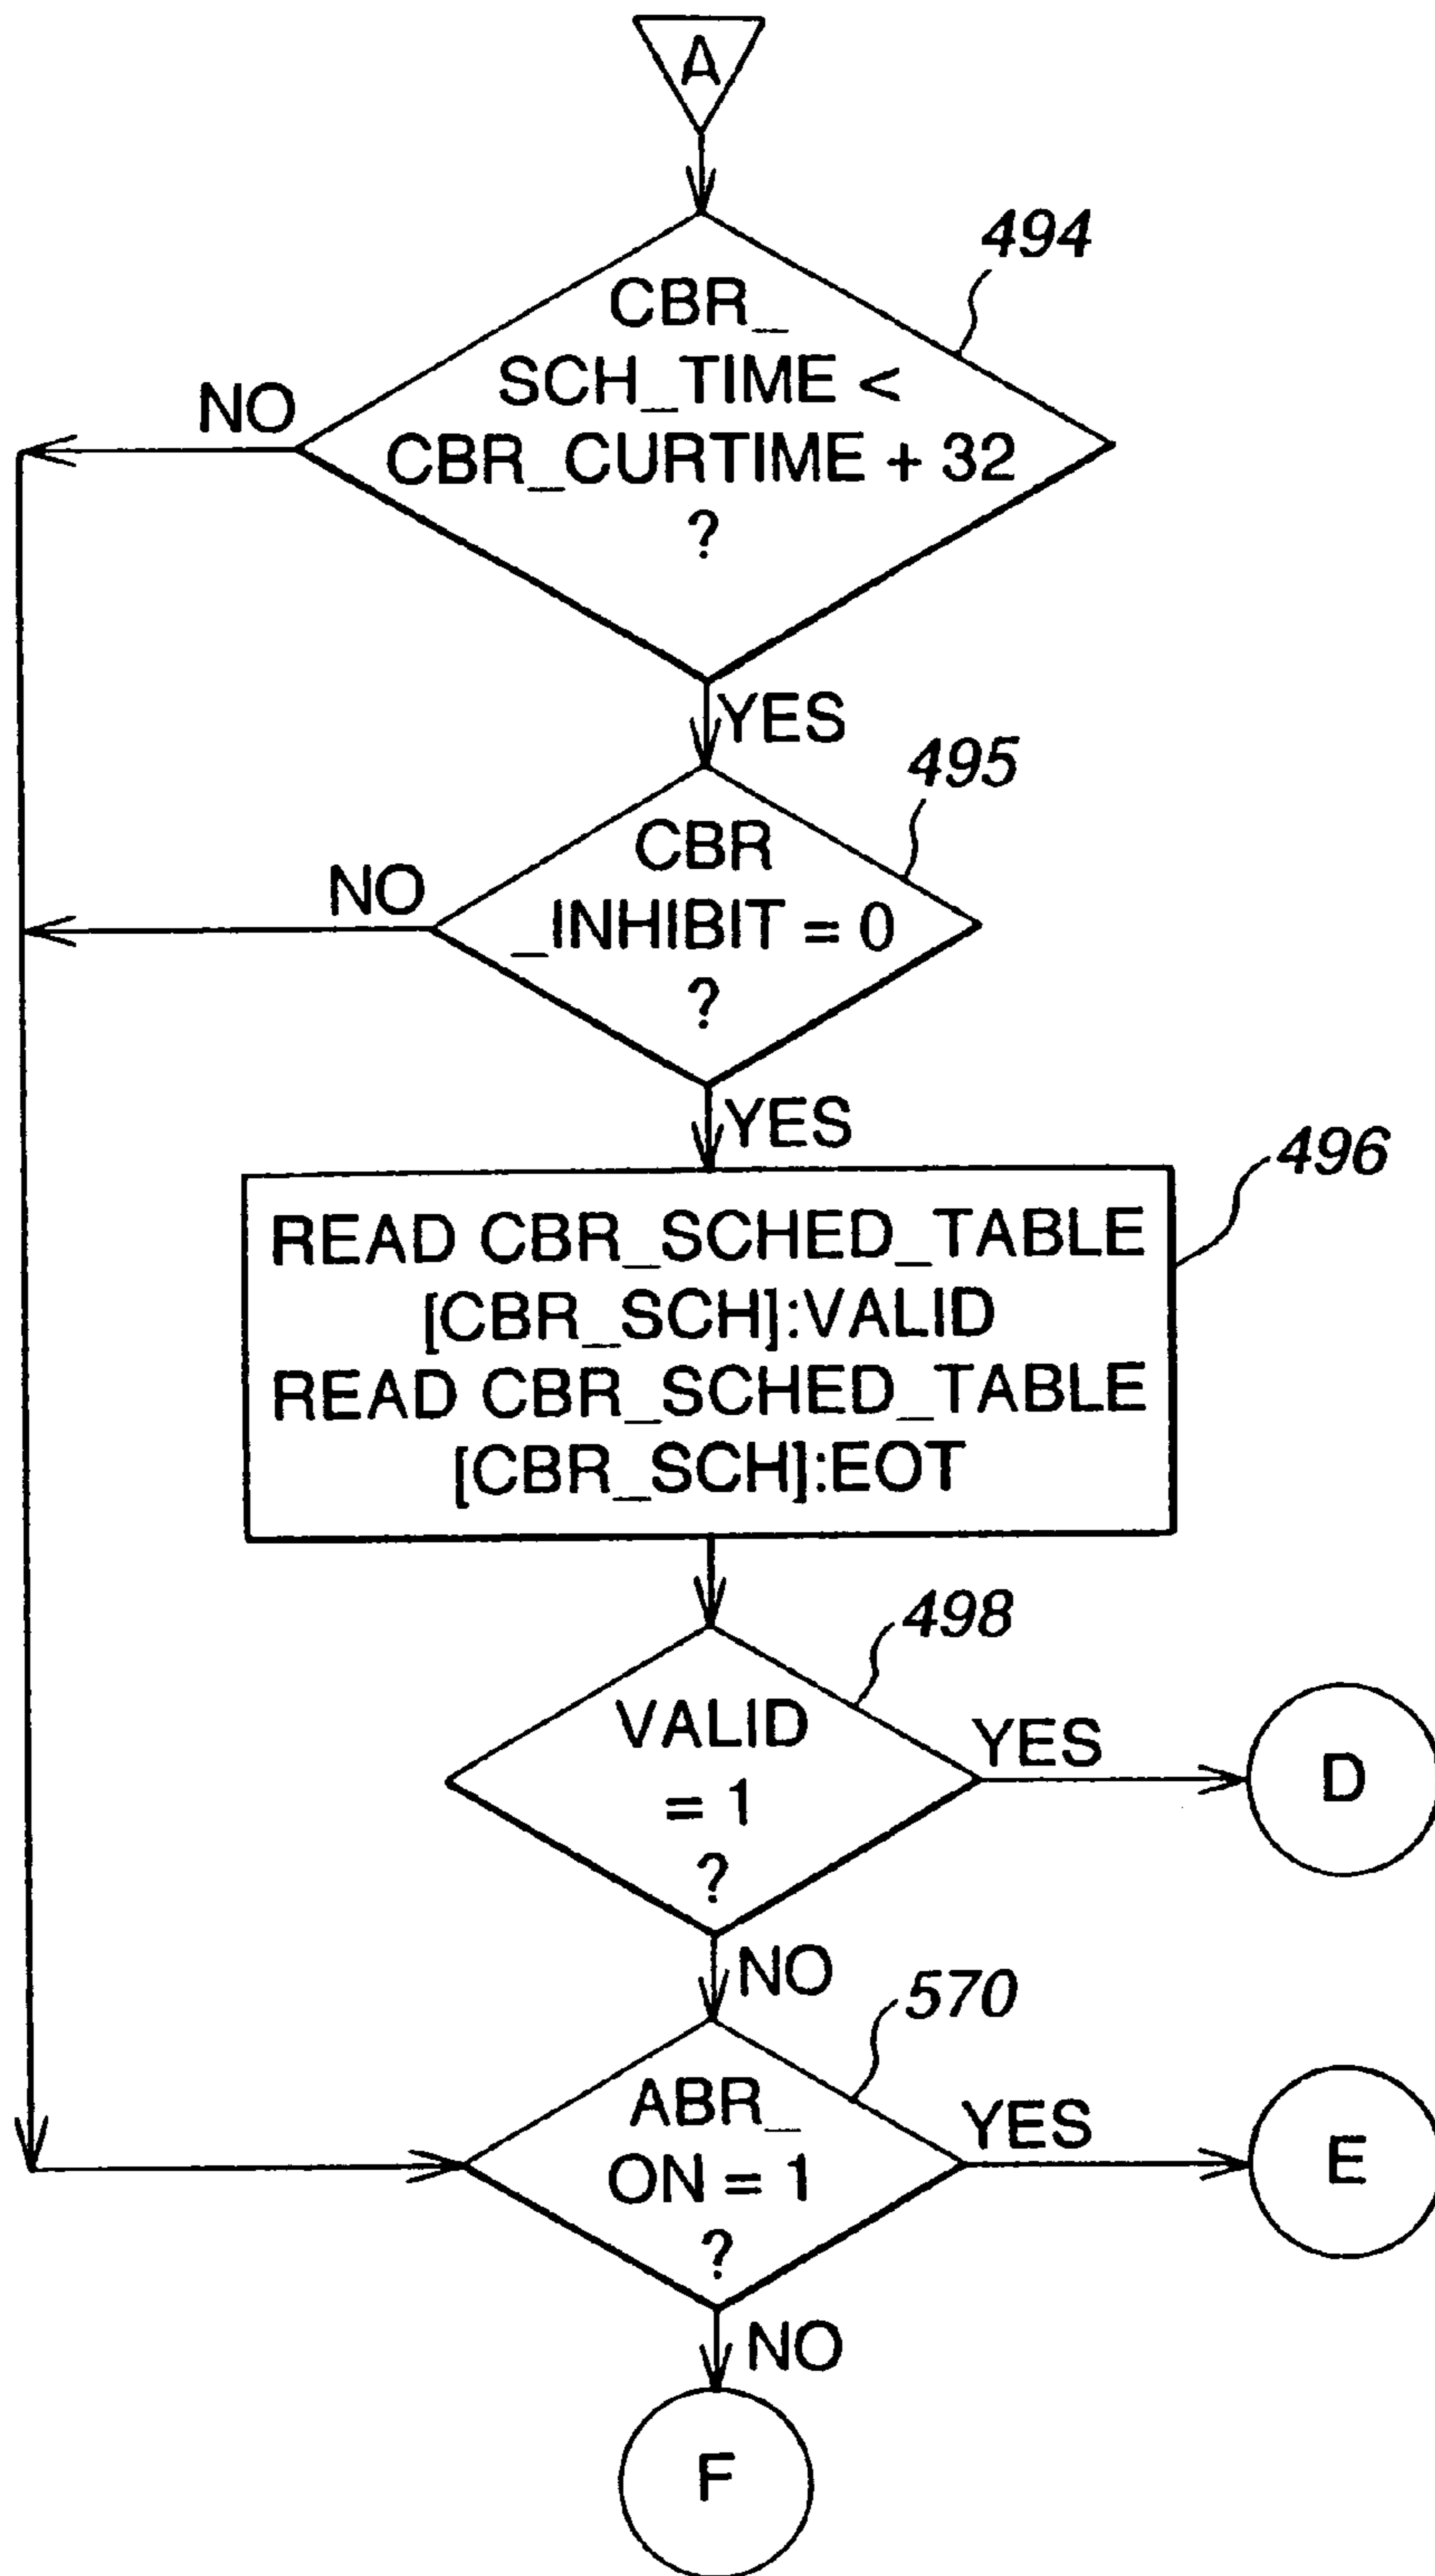 A
494
CBR_
SCH_TIME <
CBR_CURTIME + 32
?
NO
YES
495
CBR
_INHIBIT = 0
?
NO
YES
496
READ CBR_SCHED_TABLE
[CBR_SCH]:VALID
READ CBR_SCHED_TABLE
[CBR_SCH]:EOT
498
VALID
= 1
?
YES
D
NO
570
ABR_
ON = 1
?
YES
E
NO
F